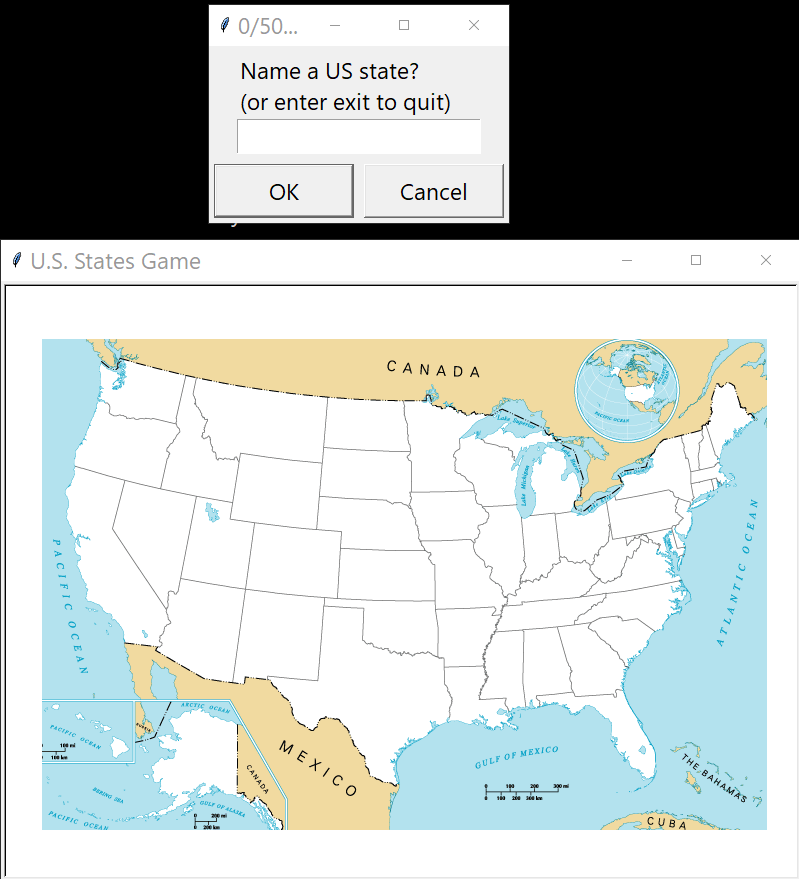 0/50...
Name a US state?
(or enter exit to quit)
OK
Cancel
U.S. States Game
CANADA
Lake Superior
Lake Michigan
PACIFIC OCEAN
PACIFIC OCEAN
ATLANTIC OCEAN
ARCTIC OCEAN
RUSSIA
PACIFIC OCEAN
100 mi
100 km
MEXICO
CANADA
GULF OF MEXICO
THE BAHAMAS
BERING SEA
100 200 300 mi
100 200 300 km
GULF OF ALASKA
PACIFIC OCEAN
200 mi
200 km
CUBA